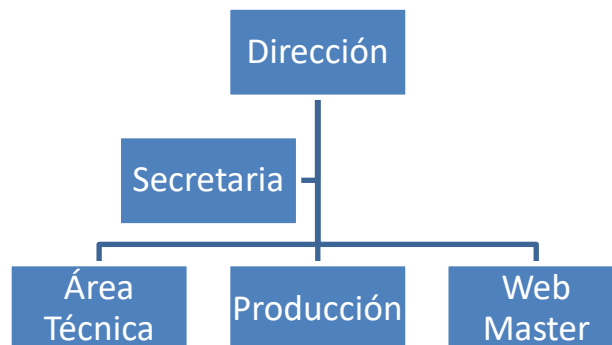 Dirección
Secretaria
Área
Técnica
Producción
Web
Master